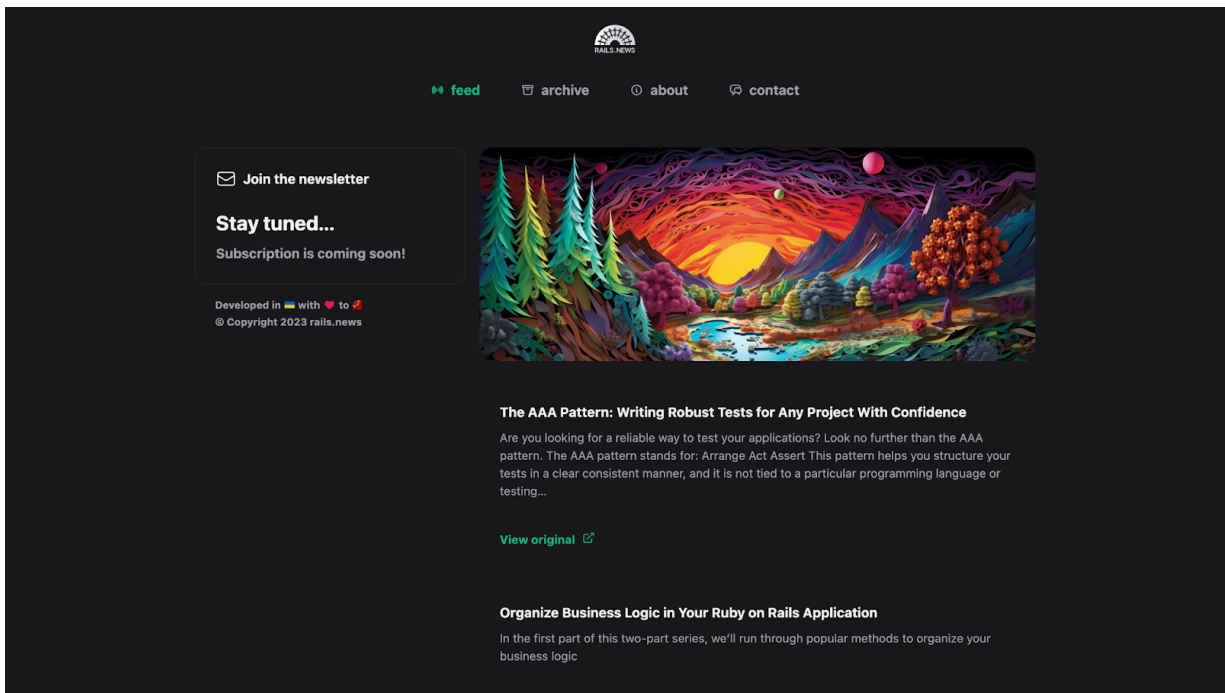 RAILS.NEWS
feed archive about contact
Join the newsletter
Stay tuned...
Subscription is coming soon!
Developed in 🇺🇦 with ❤️ to
© Copyright 2023 rails.news
The AAA Pattern: Writing Robust Tests for Any Project With Confidence
Are you looking for a reliable way to test your applications? Look no further than the AAA
pattern. The AAA pattern stands for: Arrange Act Assert This pattern helps you structure your
tests in a clear consistent manner, and it is not tied to a particular programming language or
testing...
View original
Organize Business Logic in Your Ruby on Rails Application
In the first part of this two-part series, we'll run through popular methods to organize your
business logic